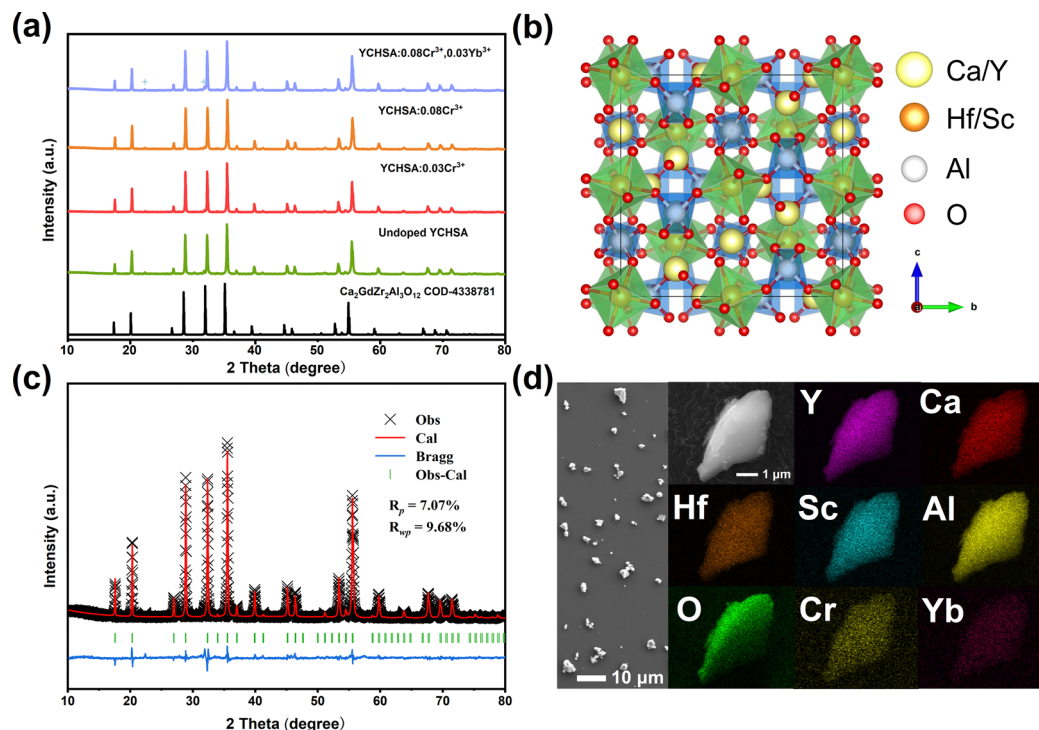 (a)
Intensity (a.u.)
YCHSA:0.08Cr³⁺,0.03Yb³⁺
YCHSA:0.08Cr³⁺
YCHSA:0.03Cr³⁺
Undoped YCHSA
Ca₂GdZr₂Al₃O₁₂ COD-4338781
10 20 30 40 50 60 70 80
2 Theta (degree)
(b)
Ca/Y
Hf/Sc
Al
O
c
a
b
(c)
Intensity (a.u.)
Obs
Cal
Bragg
Obs-Cal
Rₚ = 7.07%
R_wp = 9.68%
10 20 30 40 50 60 70 80
2 Theta (degree)
(d)
10 μm
1 μm
Y
Ca
Hf
Sc
Al
O
Cr
Yb